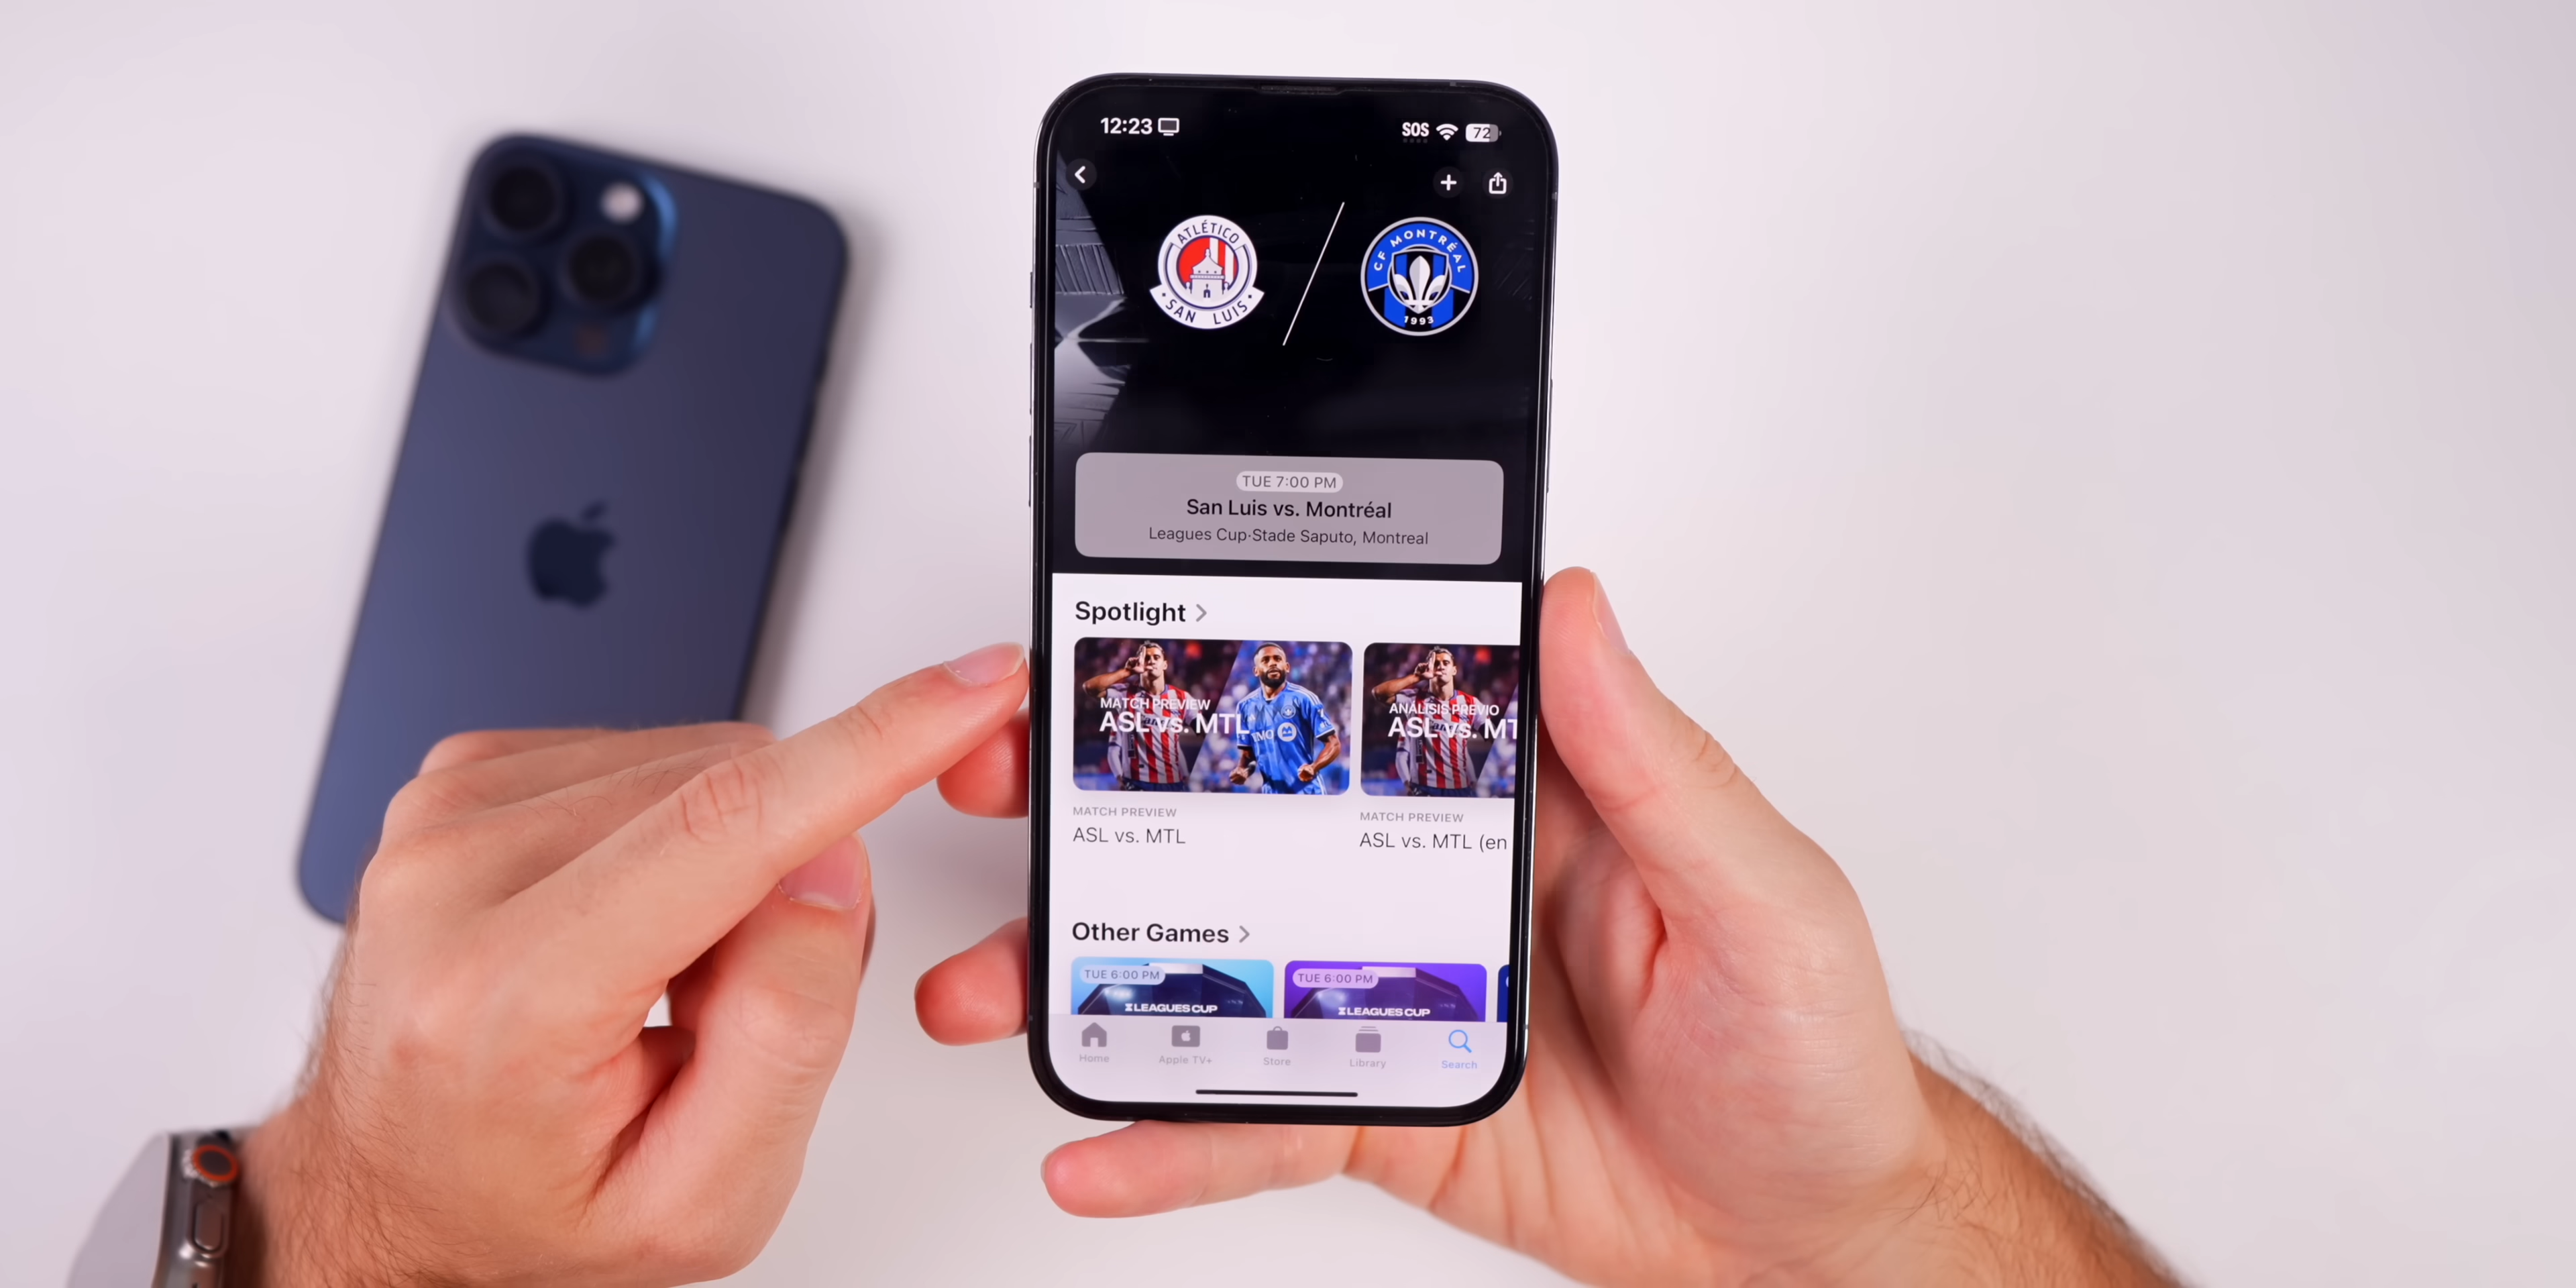 12:23
SOS 72
ATLÉTICO
SAN LUIS
CF MONTRÉAL
1993
TUE 7:00 PM
San Luis vs. Montréal
Leagues Cup·Stade Saputo, Montreal
Spotlight
MATCH PREVIEW
ASL vs. MTL
ANÁLISIS PREVIO
ASL vs. MT
MATCH PREVIEW
ASL vs. MTL
MATCH PREVIEW
ASL vs. MTL (en
Other Games
TUE 6:00 PM
LEAGUES CUP
TUE 6:00 PM
LEAGUES CUP
Home
Apple TV+
Store
Library
Search